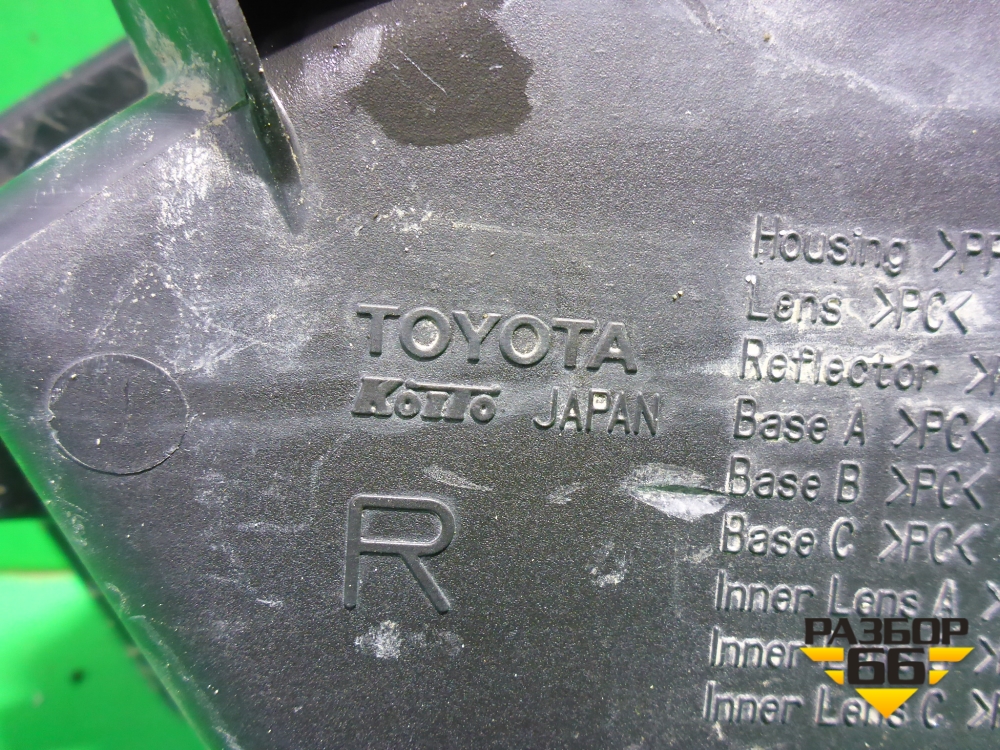 TOYOTA
KOITO JAPAN
R
Housing >PP
Lens >PC<
Reflector >
Base A >PC<
Base B >PC<
Base C >PC<
Inner Lens A >
Inner >
Inner Lens C >
РАЗБОР
66